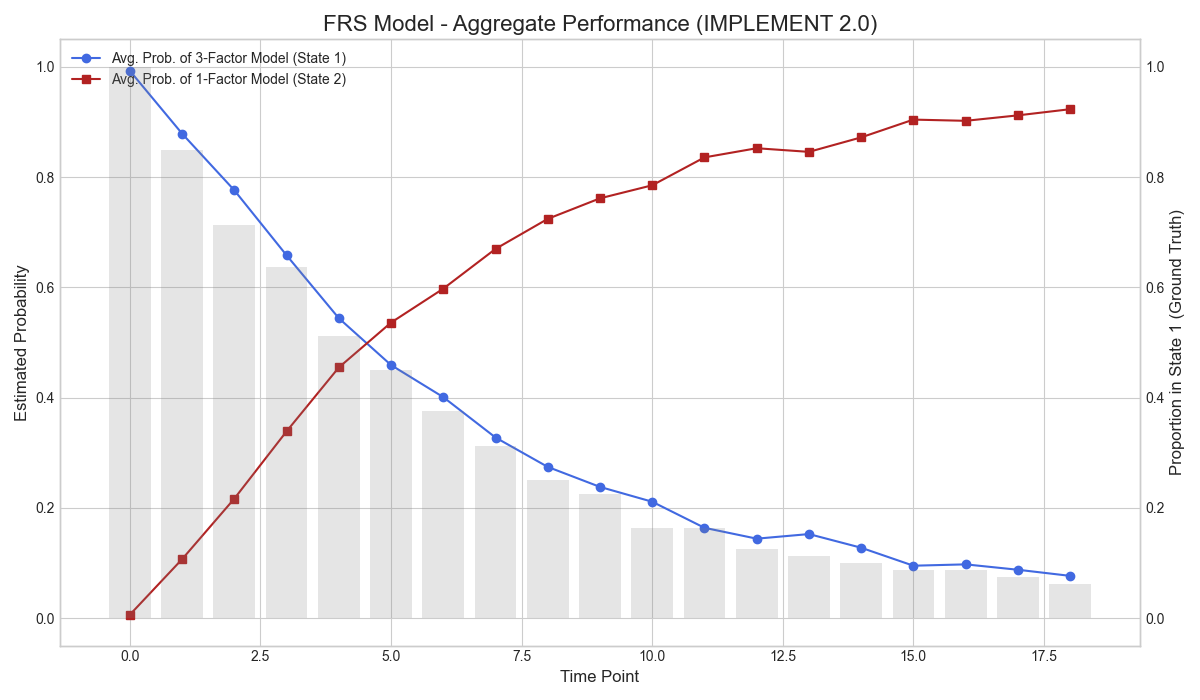 FRS Model - Aggregate Performance (IMPLEMENT 2.0)
Avg. Prob. of 3-Factor Model (State 1)
Avg. Prob. of 1-Factor Model (State 2)
Estimated Probability
1.0
0.8
0.6
0.4
0.2
0.0
1.0
0.8
0.6
0.4
0.2
0.0
Proportion in State 1 (Ground Truth)
0.0 2.5 5.0 7.5 10.0 12.5 15.0 17.5
Time Point